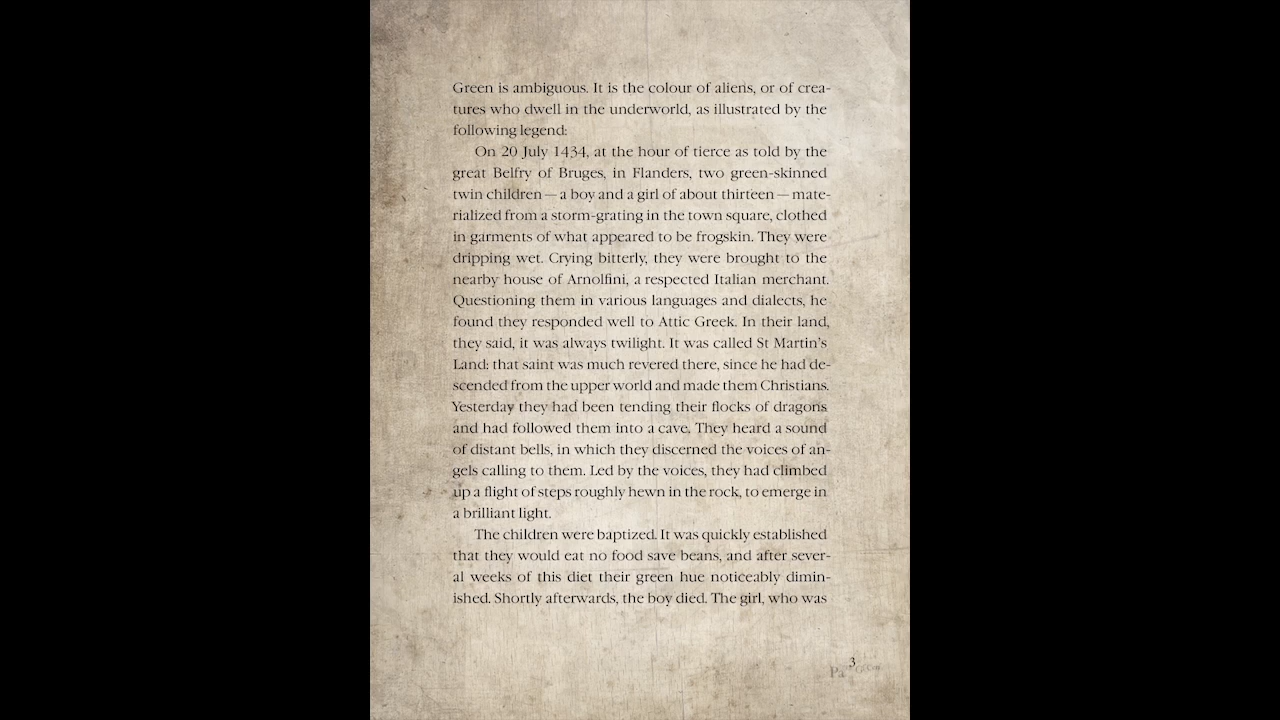 Green is ambiguous. It is the colour of aliens, or of crea-
tures who dwell in the underworld, as illustrated by the
following legend:
On 20 July 1434, at the hour of tierce as told by the
great Belfry of Bruges, in Flanders, two green-skinned
twin children — a boy and a girl of about thirteen — mate-
rialized from a storm-grating in the town square, clothed
in garments of what appeared to be frogskin. They were
dripping wet. Crying bitterly, they were brought to the
nearby house of Arnolfini, a respected Italian merchant.
Questioning them in various languages and dialects, he
found they responded well to Attic Greek. In their land,
they said, it was always twilight. It was called St Martin's
Land: that saint was much revered there, since he had de-
scended from the upper world and made them Christians.
Yesterday they had been tending their flocks of dragons
and had followed them into a cave. They heard a sound
of distant bells, in which they discerned the voices of an-
gels calling to them. Led by the voices, they had climbed
up a flight of steps roughly hewn in the rock, to emerge in
a brilliant light.
The children were baptized. It was quickly established
that they would eat no food save beans, and after sever-
al weeks of this diet their green hue noticeably dimin-
ished. Shortly afterwards, the boy died. The girl, who was
3